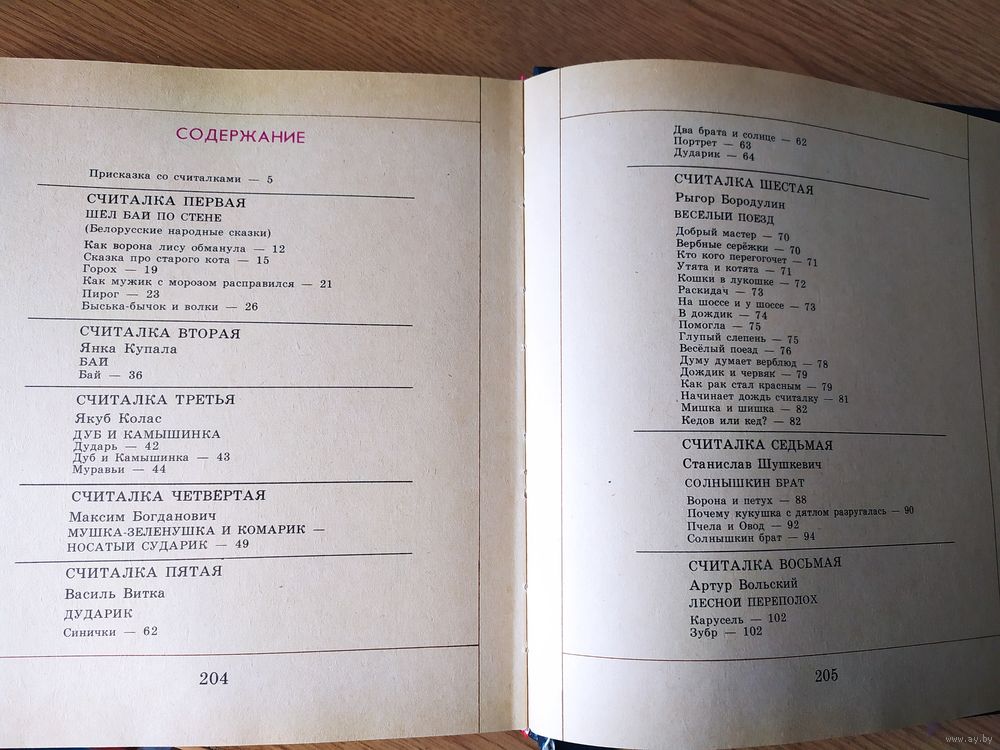 СОДЕРЖАНИЕ
Присказка со считалками — 5
СЧИТАЛКА ПЕРВАЯ
ШЕЛ БАЙ ПО СТЕНЕ
(Белорусские народные сказки)
Как ворона лису обманула — 12
Сказка про старого кота — 15
Горох — 19
Как мужик с морозом расправился — 21
Пирог — 23
Быська-бычок и волки — 26
СЧИТАЛКА ВТОРАЯ
Янка Купала
БАЙ
Бай — 36
СЧИТАЛКА ТРЕТЬЯ
Якуб Колас
ДУБ И КАМЫШИНКА
Дударь — 42
Дуб и Камышинка — 43
Муравьи — 44
СЧИТАЛКА ЧЕТВЕРТАЯ
Максим Богданович
МУШКА-ЗЕЛЕНУШКА И КОМАРИК —
НОСАТЫЙ СУДАРИК — 49
СЧИТАЛКА ПЯТАЯ
Василь Витка
ДУДАРИК
Синички — 62
204
Два брата и солнце — 62
Портрет — 63
Дударик — 64
СЧИТАЛКА ШЕСТАЯ
Рыгор Бородулин
ВЕСЕЛЫЙ ПОЕЗД
Добрый мастер — 70
Вербные серёжки — 70
Кто кого перегогочет — 71
Утята и котята — 71
Кошки в лукошке — 72
Раскидач — 73
На шоссе и у шоссе — 73
В дождик — 74
Помогла — 75
Глупый слепень — 75
Весёлый поезд — 76
Думу думает верблюд — 78
Дождик и червяк — 79
Как рак стал красным — 79
Начинает дождь считалку — 81
Мишка и шишка — 82
Кедов или кед? — 82
СЧИТАЛКА СЕДЬМАЯ
Станислав Шушкевич
СОЛНЫШКИН БРАТ
Ворона и петух — 88
Почему кукушка с дятлом разругалась — 90
Пчела и Овод — 92
Солнышкин брат — 94
СЧИТАЛКА ВОСЬМАЯ
Артур Вольский
ЛЕСНОЙ ПЕРЕПОЛОХ
Карусель — 102
Зубр — 102
205
www.ay.by